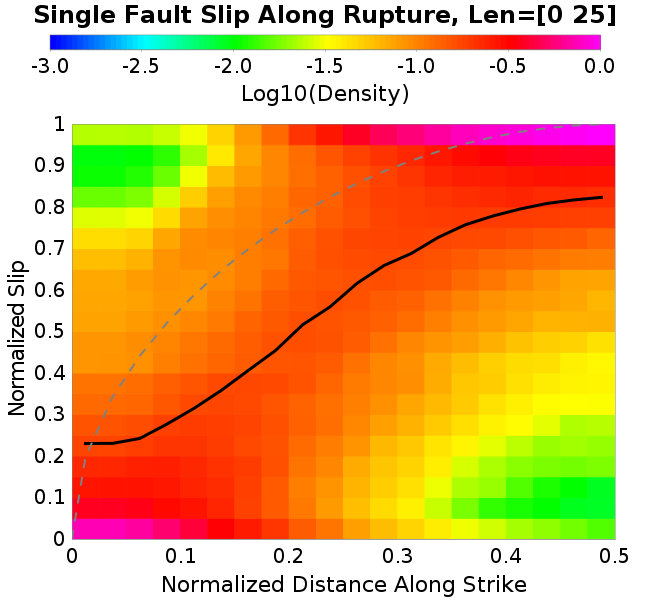 Single Fault Slip Along Rupture, Len=[0 25]
-3.0 -2.5 -2.0 -1.5 -1.0 -0.5 0.0
Log10(Density)
1
0.9
0.8
0.7
0.6
0.5
0.4
0.3
0.2
0.1
0
Normalized Slip
0 0.1 0.2 0.3 0.4 0.5
Normalized Distance Along Strike